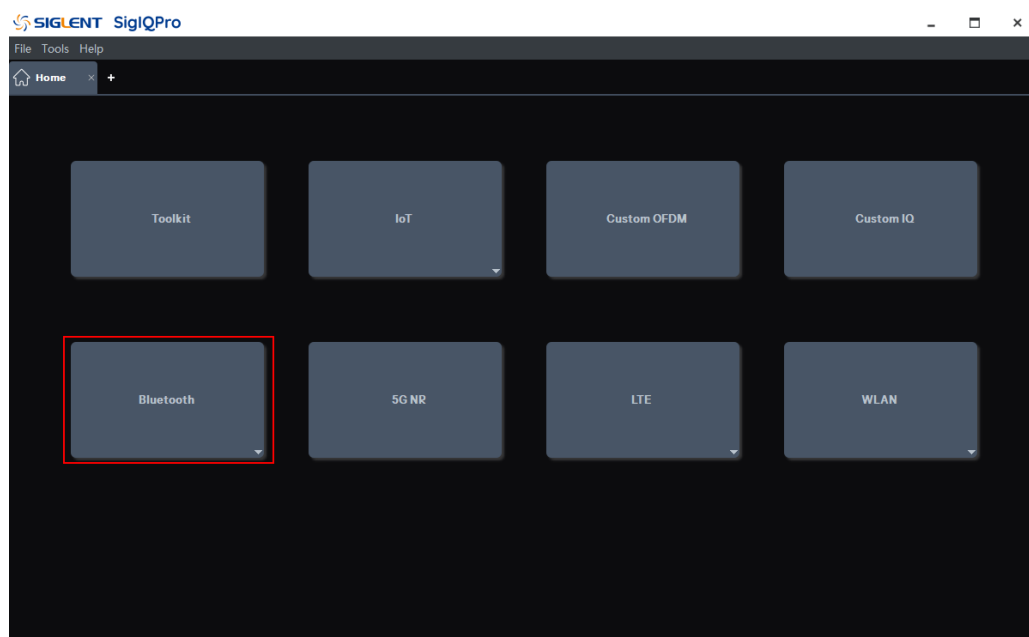 SIGLENT SigIQPro
File Tools Help
Home × +
Toolkit IoT Custom OFDM Custom IQ
Bluetooth 5G NR LTE WLAN